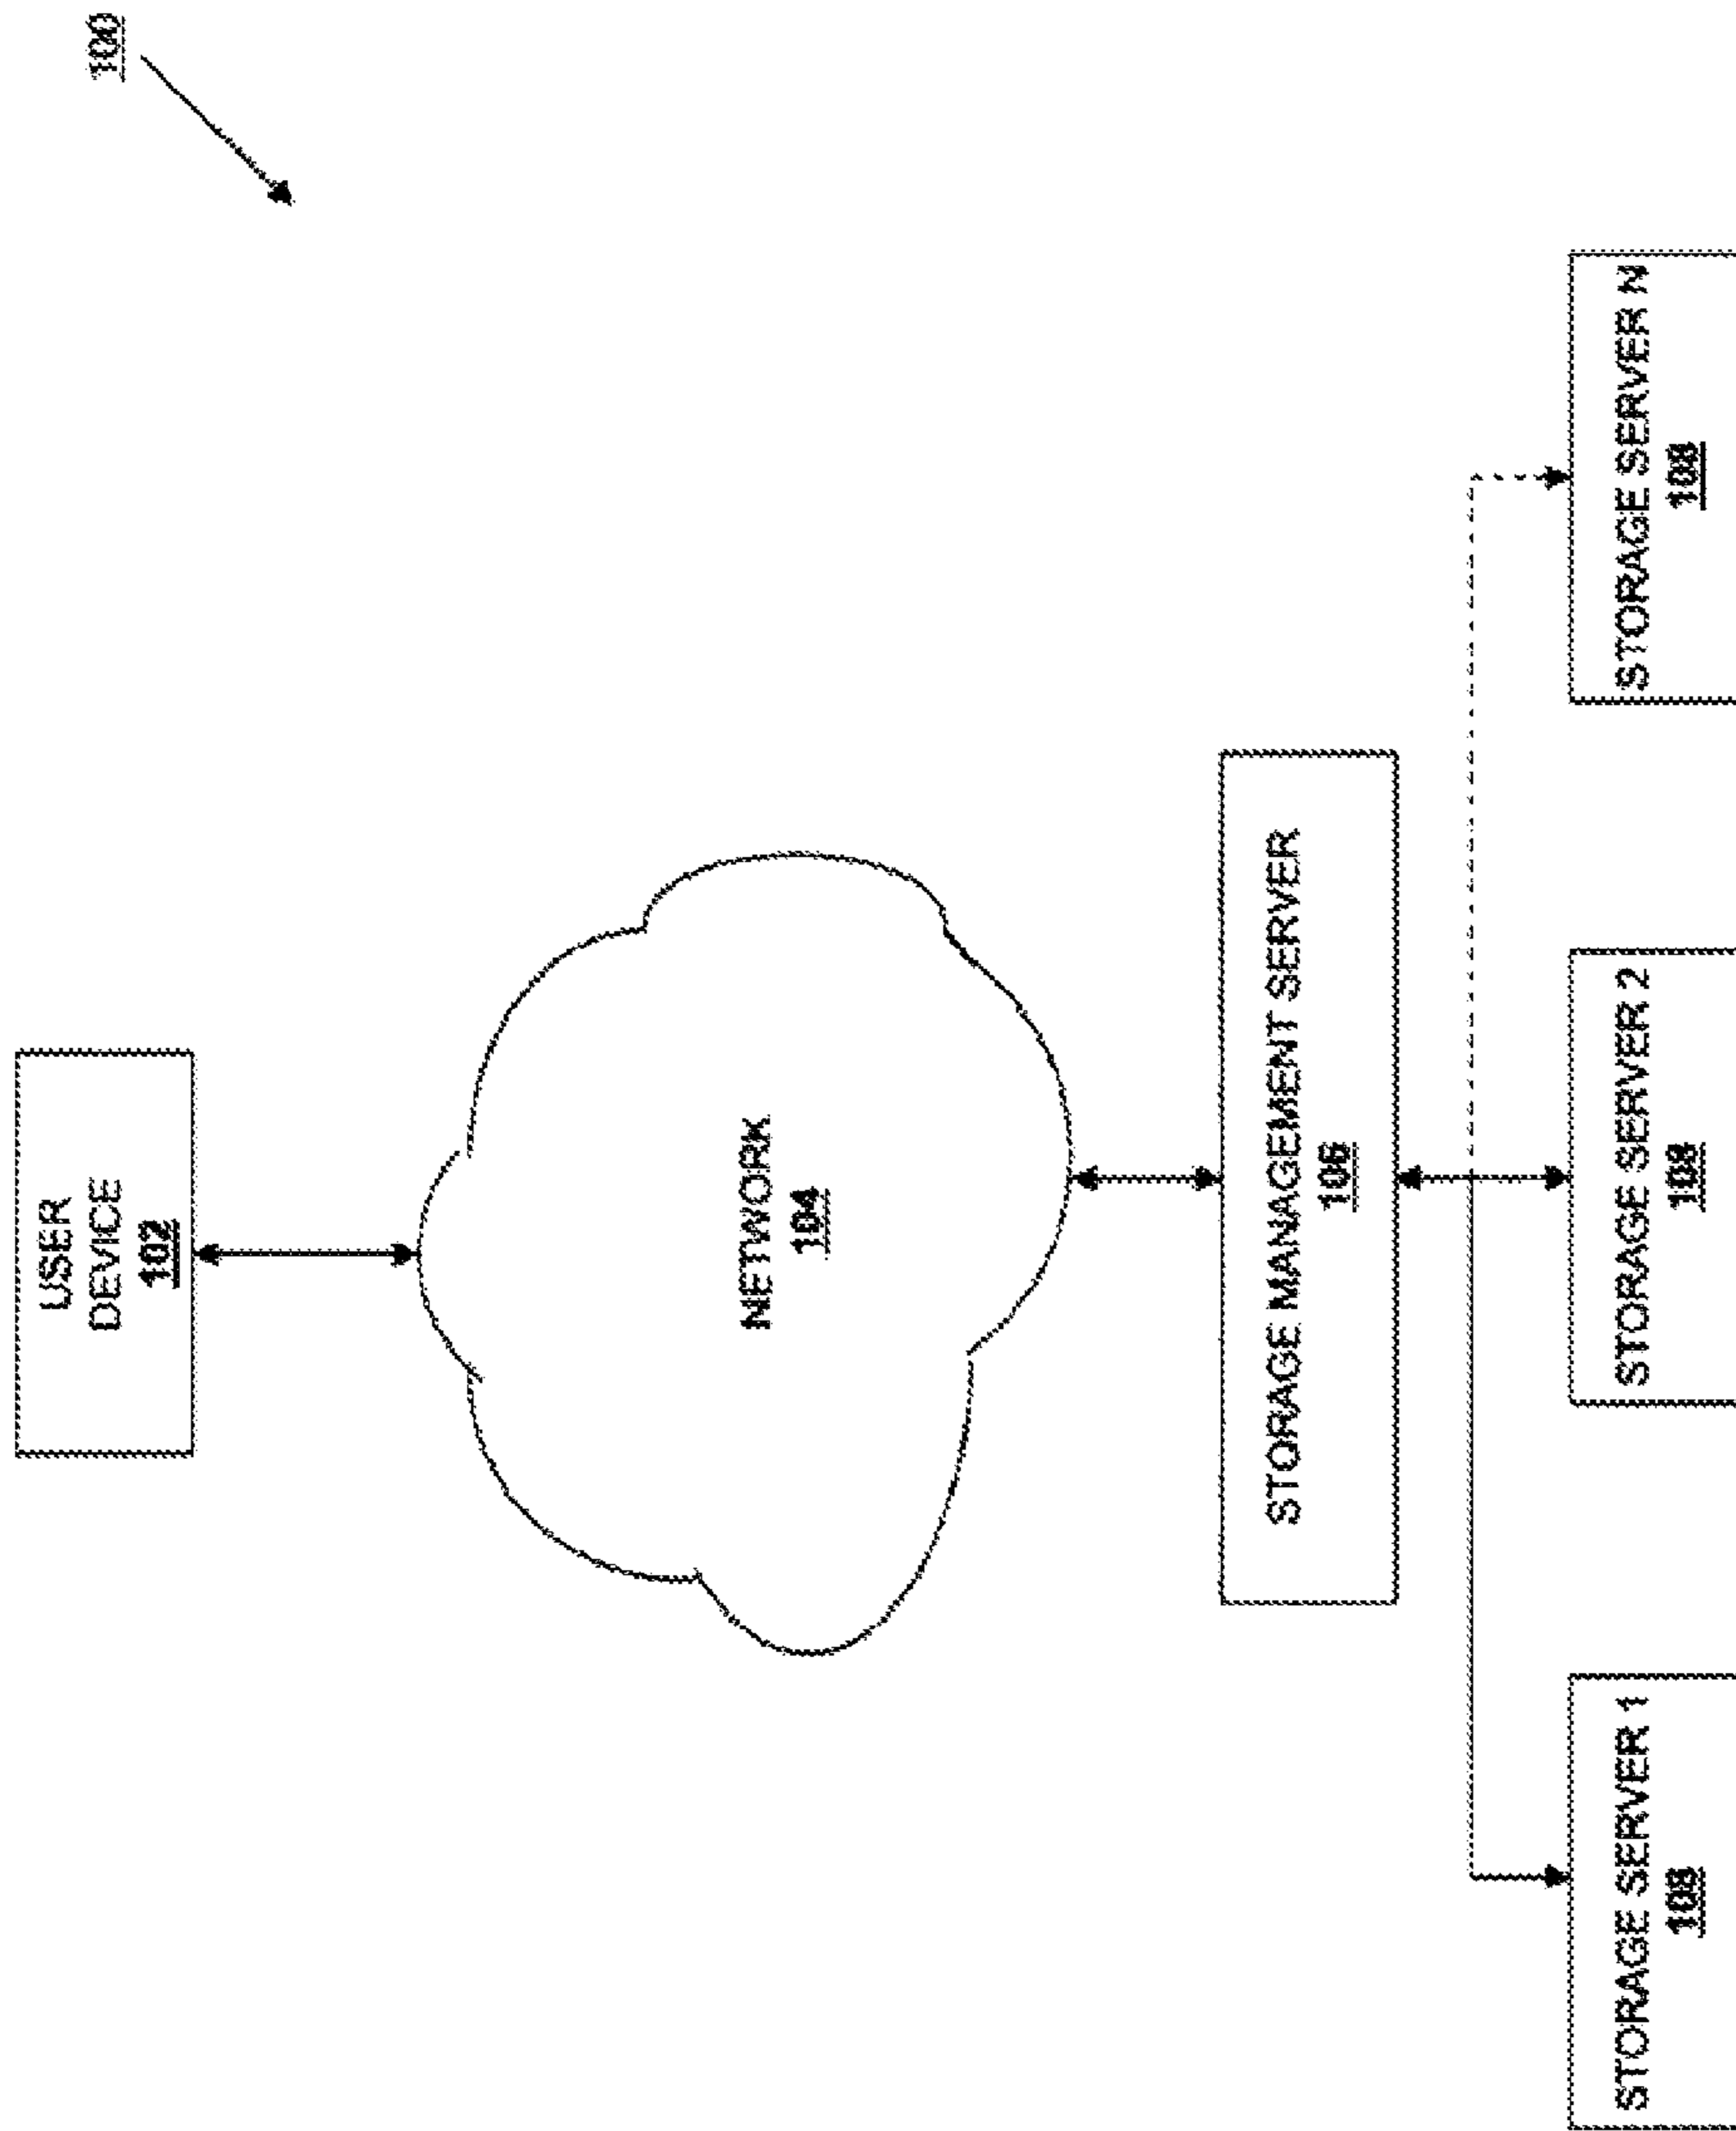 100
USER
DEVICE
102
NETWORK
104
STORAGE MANAGEMENT SERVER
106
STORAGE SERVER 1
108
STORAGE SERVER 2
108
STORAGE SERVER N
108